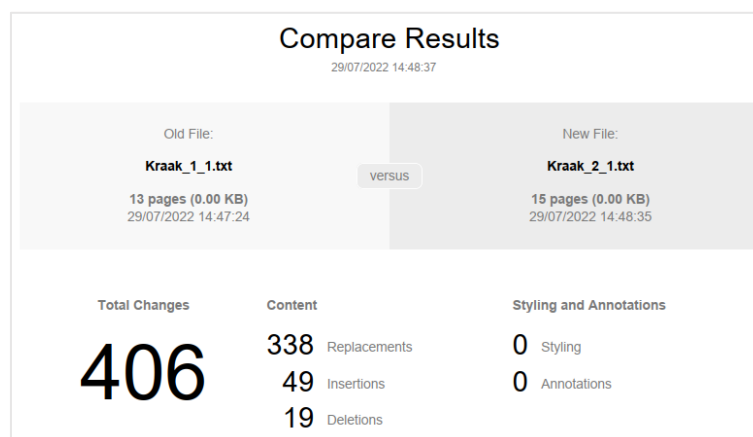 Compare Results
29/07/2022 14:48:37
Old File:
Kraak_1_1.txt
13 pages (0.00 KB)
29/07/2022 14:47:24
versus
New File:
Kraak_2_1.txt
15 pages (0.00 KB)
29/07/2022 14:48:35
Total Changes
406
Content
338 Replacements
49 Insertions
19 Deletions
Styling and Annotations
0 Styling
0 Annotations